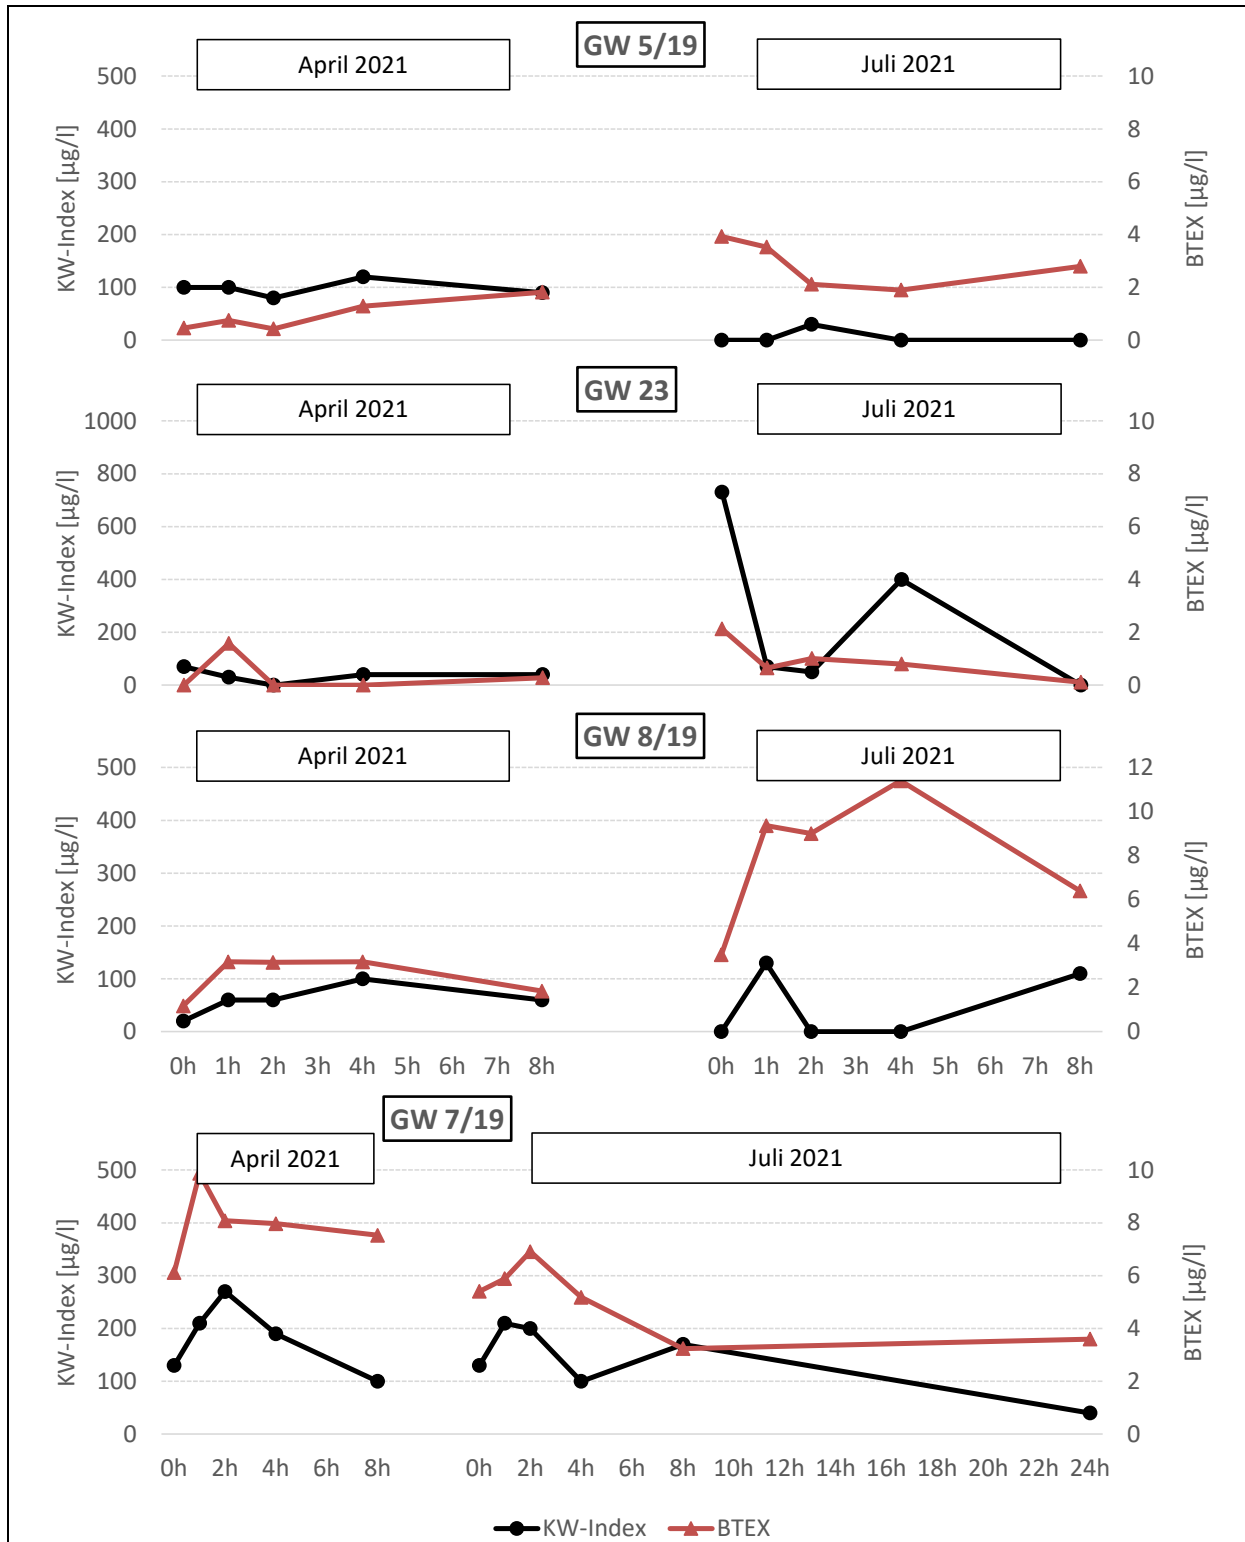 GW 5/19
April 2021 Juli 2021
500 10
400 8
300 6
200 4
100 2
0 0
KW-Index [µg/l]
BTEX [µg/l]
GW 23
April 2021 Juli 2021
1000 10
800 8
600 6
400 4
200 2
0 0
KW-Index [µg/l]
BTEX [µg/l]
GW 8/19
April 2021 Juli 2021
500 12
400 10
300 8
200 6
100 4
0 2
0
KW-Index [µg/l]
BTEX [µg/l]
0h 1h 2h 3h 4h 5h 6h 7h 8h 0h 1h 2h 3h 4h 5h 6h 7h 8h
GW 7/19
April 2021 Juli 2021
500 10
400 8
300 6
200 4
100 2
0 0
KW-Index [µg/l]
BTEX [µg/l]
0h 2h 4h 6h 8h 0h 2h 4h 6h 8h 10h 12h 14h 16h 18h 20h 22h 24h
KW-Index BTEX